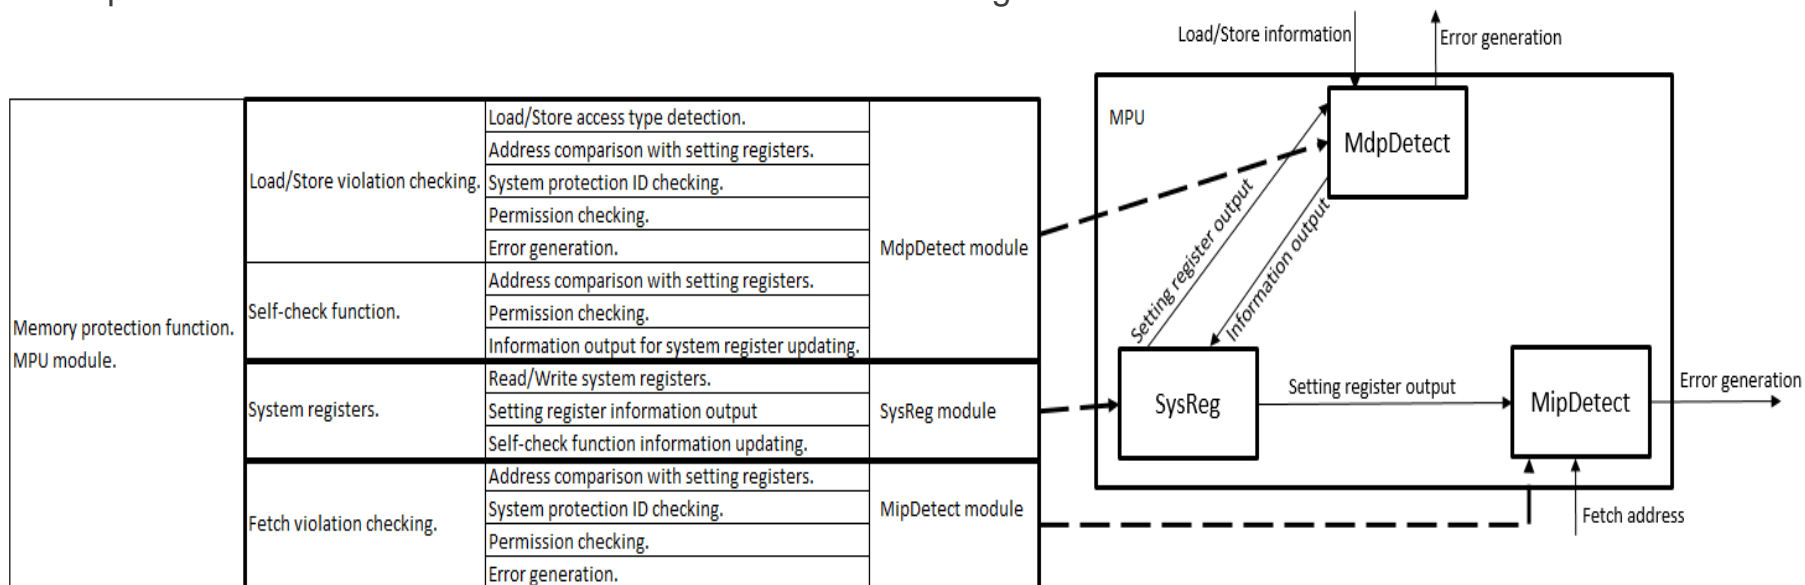 Memory protection function.
MPU module.
Load/Store violation checking.
Load/Store access type detection.
Address comparison with setting registers.
System protection ID checking.
Permission checking.
Error generation.
MdpDetect module
Self-check function.
Address comparison with setting registers.
Permission checking.
Information output for system register updating.
System registers.
Read/Write system registers.
Setting register information output
Self-check function information updating.
SysReg module
Fetch violation checking.
Address comparison with setting registers.
System protection ID checking.
Permission checking.
Error generation.
MipDetect module
Load/Store information
Error generation
MPU
MdpDetect
Setting register output
Information output
SysReg
Setting register output
MipDetect
Error generation
Fetch address